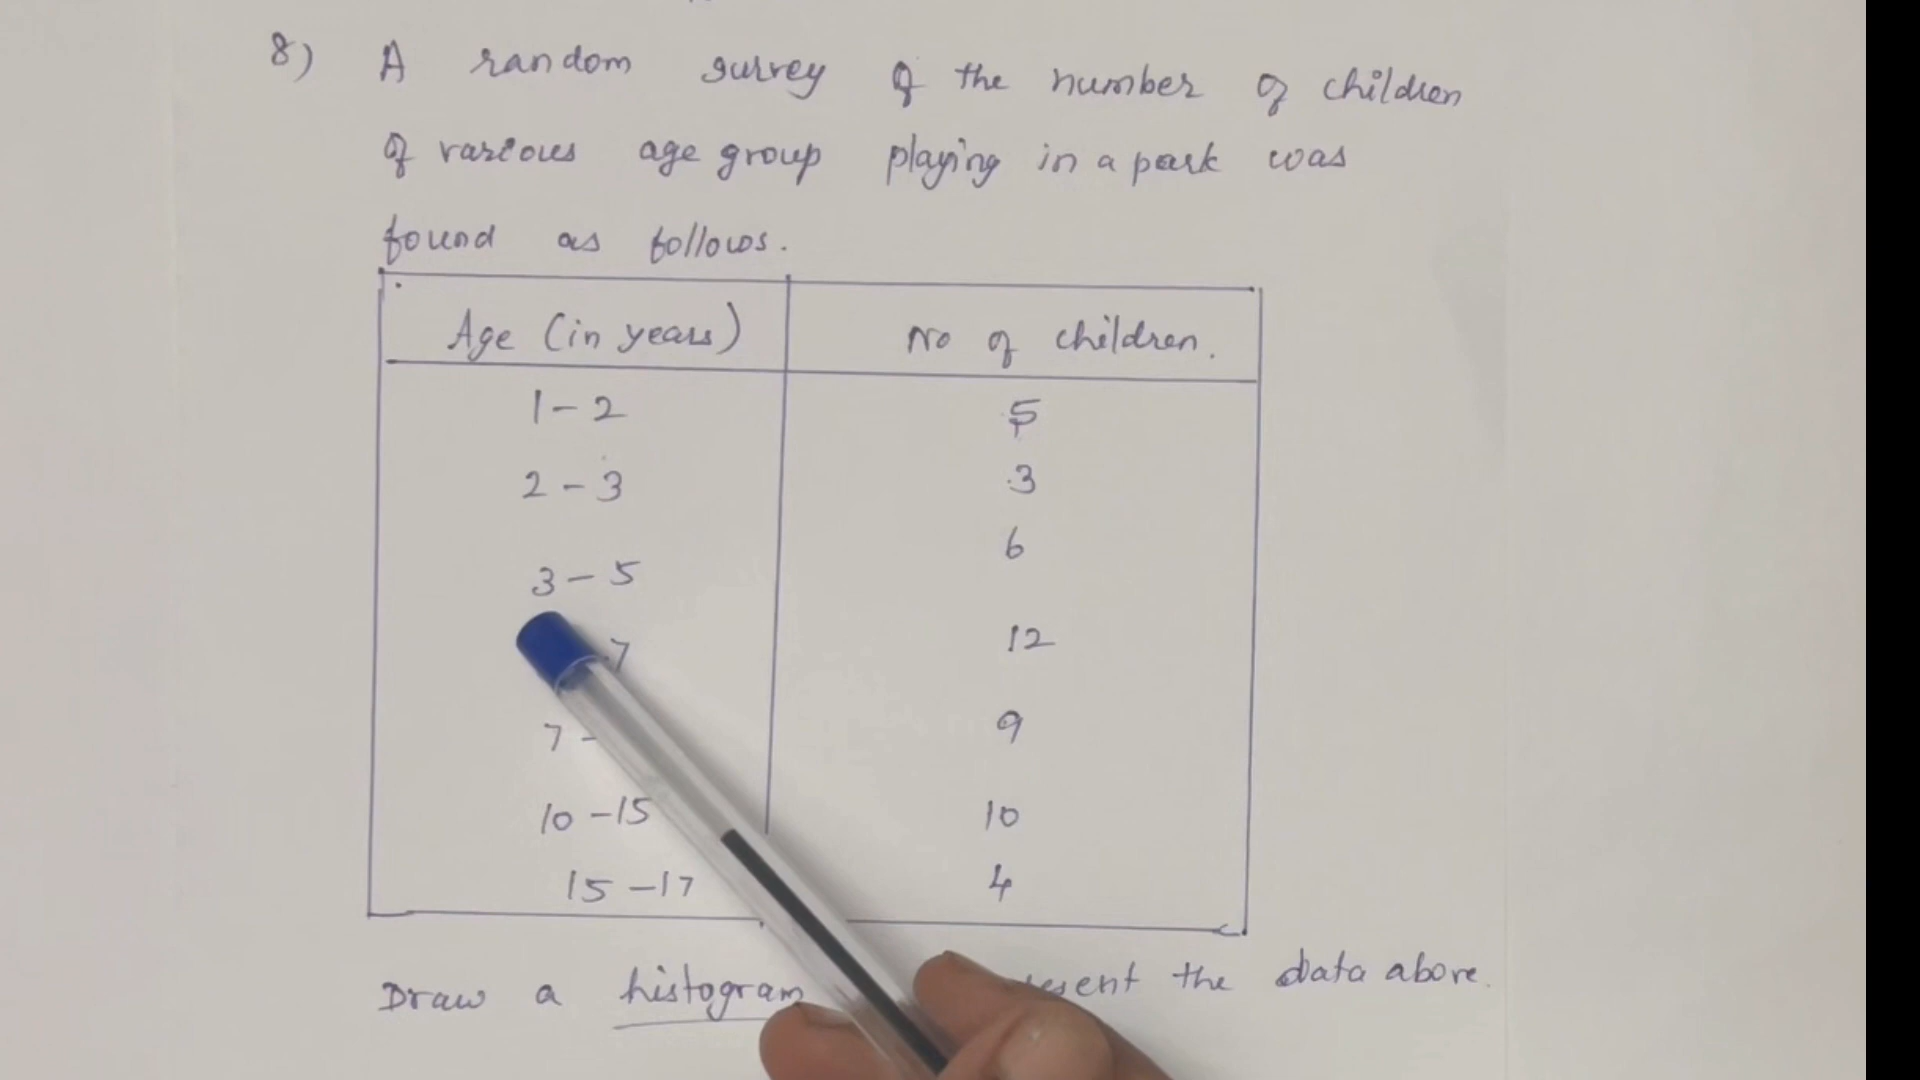 8) A random survey of the number of children
of various age group playing in a park was
found as follows.
Age (in years) No of children.
1 - 2 5
2 - 3 3
3 - 5 6
7 12
7 - 9
10 - 15 10
15 - 17 4
Draw a histogram the data above.